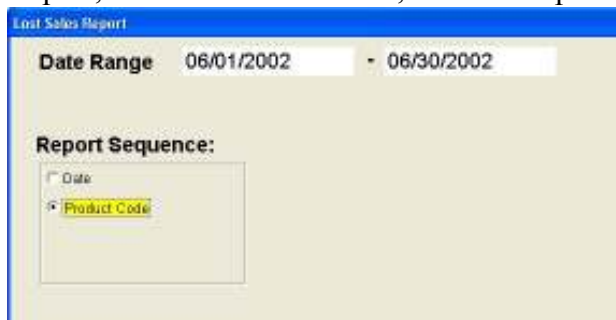 Lost Sales Report
Date Range 06/01/2002 - 06/30/2002
Report Sequence:
Date
Product Code